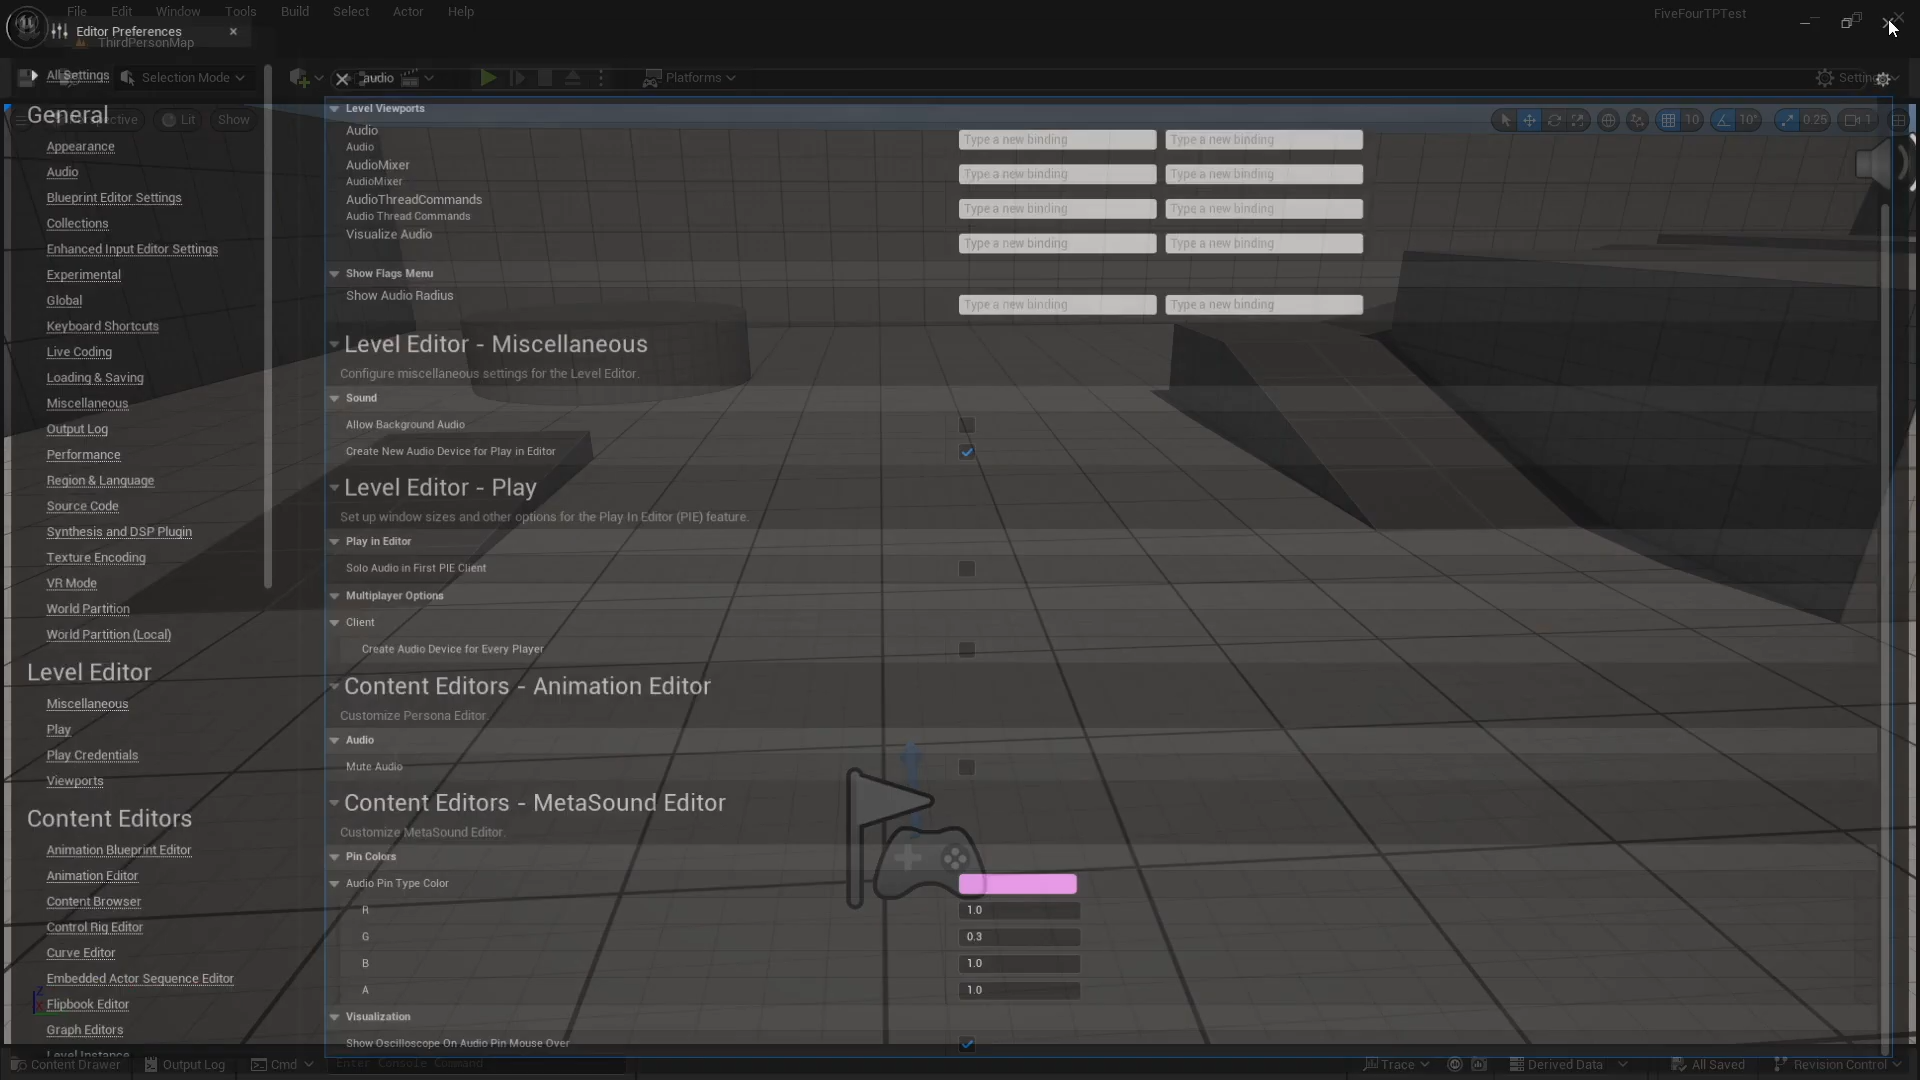 File Edit Window Tools Build Select Actor Help
FiveFourTPTest
Editor Preferences
ThirdPersonMap
All Settings
Selection Mode
audio
Platforms
General
Lit
Show
10
10°
0.25
1
Appearance
Audio
Blueprint Editor Settings
Collections
Enhanced Input Editor Settings
Experimental
Global
Keyboard Shortcuts
Live Coding
Loading & Saving
Miscellaneous
Output Log
Performance
Region & Language
Source Code
Synthesis and DSP Plugin
Texture Encoding
VR Mode
World Partition
World Partition (Local)
Level Editor
Miscellaneous
Play
Play Credentials
Viewports
Content Editors
Animation Blueprint Editor
Animation Editor
Content Browser
Control Rig Editor
Curve Editor
Embedded Actor Sequence Editor
Flipbook Editor
Graph Editors
Level Instance
Level Viewports
Audio
Audio
Type a new binding Type a new binding
AudioMixer
AudioMixer
Type a new binding Type a new binding
AudioThreadCommands
Audio Thread Commands
Type a new binding Type a new binding
Visualize Audio
Type a new binding Type a new binding
Show Flags Menu
Show Audio Radius
Type a new binding Type a new binding
Level Editor - Miscellaneous
Configure miscellaneous settings for the Level Editor.
Sound
Allow Background Audio
Create New Audio Device for Play in Editor
Level Editor - Play
Set up window sizes and other options for the Play In Editor (PIE) feature.
Play in Editor
Solo Audio in First PIE Client
Multiplayer Options
Client
Create Audio Device for Every Player
Content Editors - Animation Editor
Customize Persona Editor.
Audio
Mute Audio
Content Editors - MetaSound Editor
Customize MetaSound Editor.
Pin Colors
Audio Pin Type Color
R 1.0
G 0.3
B 1.0
A 1.0
Visualization
Show Oscilloscope On Audio Pin Mouse Over
Content Drawer Output Log Cmd Enter Console Command
Trace Derived Data All Saved Revision Control